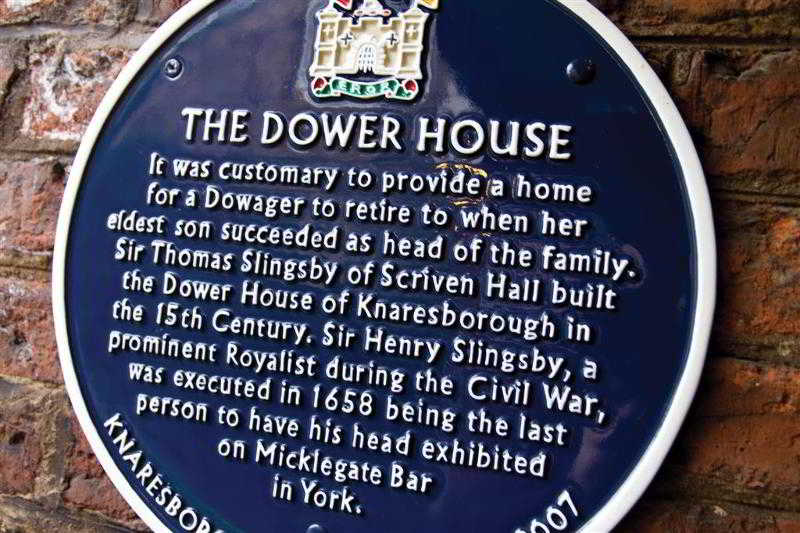 THE DOWER HOUSE
It was customary to provide a home
for a Dowager to retire to when her
eldest son succeeded as head of the family.
Sir Thomas Slingsby of Scriven Hall built
the Dower House of Knaresborough in
the 15th Century. Sir Henry Slingsby, a
prominent Royalist during the Civil War,
was executed in 1658 being the last
person to have his head exhibited
on Micklegate Bar
in York.